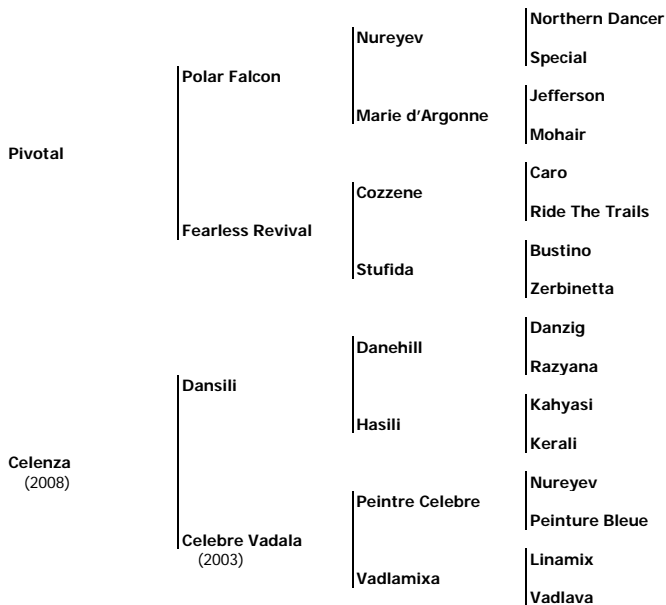 Northern Dancer
Nureyev
Special
Polar Falcon
Jefferson
Marie d'Argonne
Mohair
Pivotal
Caro
Cozzene
Ride The Trails
Fearless Revival
Bustino
Stufida
Zerbinetta
Danzig
Danehill
Razyana
Dansili
Kahyasi
Hasili
Kerali
Celenza
(2008)
Nureyev
Peintre Celebre
Peinture Bleue
Celebre Vadala
(2003)
Linamix
Vadlamixa
Vadlava